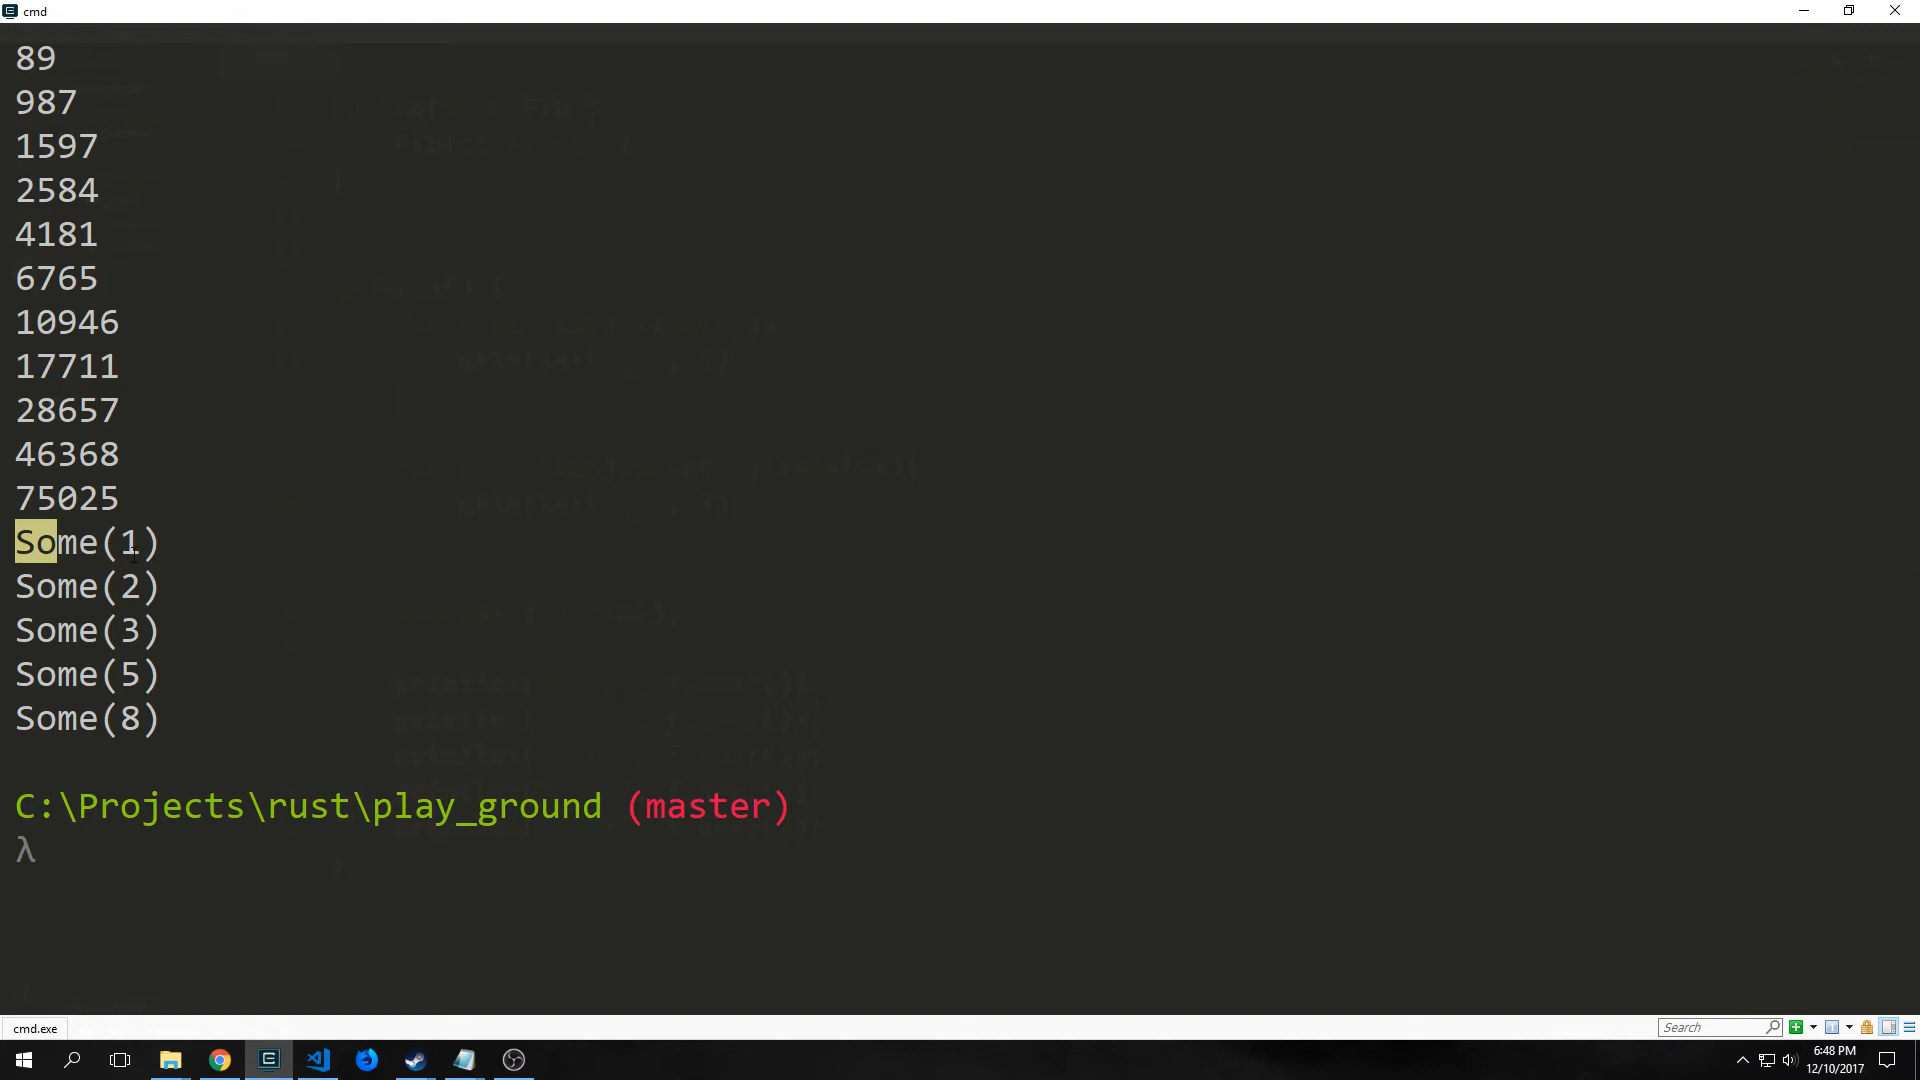 cmd
89
987
1597
2584
4181
6765
10946
17711
28657
46368
75025
Some(1)
Some(2)
Some(3)
Some(5)
Some(8)
C:\Projects\rust\play_ground (master)
λ
cmd.exe
Search
6:48 PM
12/10/2017